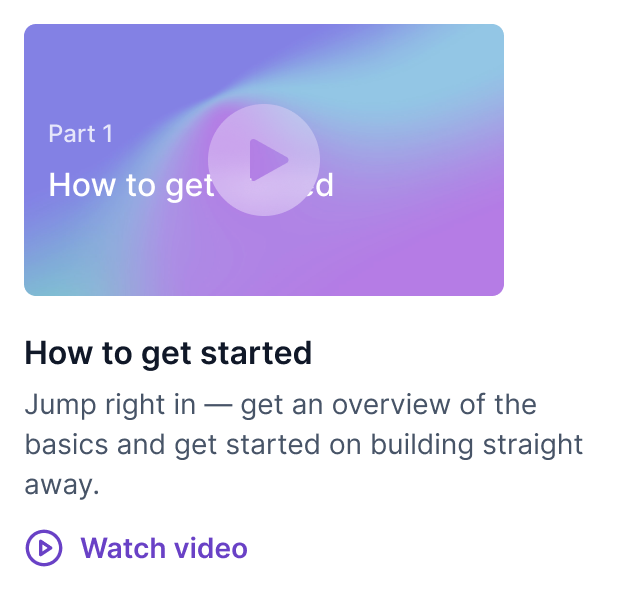 Part 1
How to get d
How to get started
Jump right in — get an overview of the
basics and get started on building straight
away.
Watch video